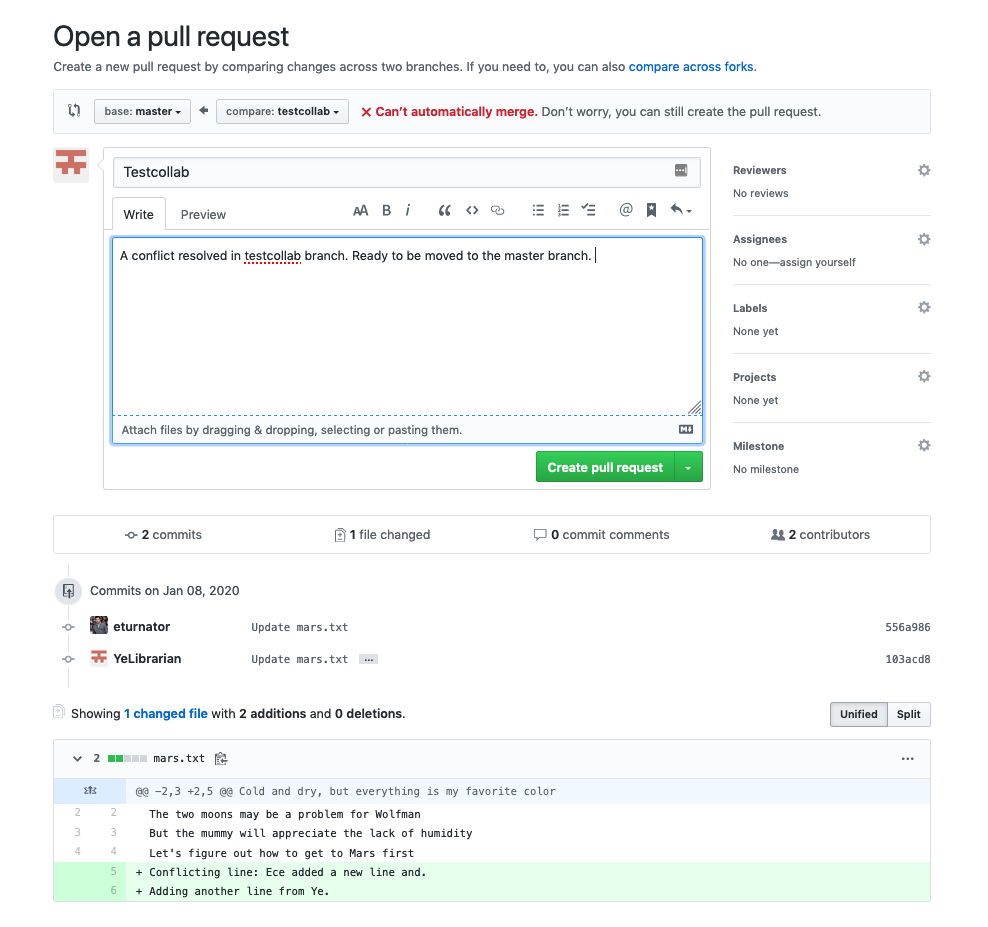 Open a pull request
Create a new pull request by comparing changes across two branches. If you need to, you can also compare across forks.
base: master compare: testcollab Can’t automatically merge. Don’t worry, you can still create the pull request.
Testcollab
Write Preview AA B i
A conflict resolved in testcollab branch. Ready to be moved to the master branch.
Attach files by dragging & dropping, selecting or pasting them.
Create pull request
Reviewers
No reviews
Assignees
No one—assign yourself
Labels
None yet
Projects
None yet
Milestone
No milestone
2 commits 1 file changed 0 commit comments 2 contributors
Commits on Jan 08, 2020
eturnator Update mars.txt 556a986
YeLibrarian Update mars.txt … 103acd8
Showing 1 changed file with 2 additions and 0 deletions. Unified Split
2 mars.txt
@@ -2,3 +2,5 @@ Cold and dry, but everything is my favorite color
2 2 The two moons may be a problem for Wolfman
3 3 But the mummy will appreciate the lack of humidity
4 4 Let's figure out how to get to Mars first
5 + Conflicting line: Ece added a new line and.
6 + Adding another line from Ye.